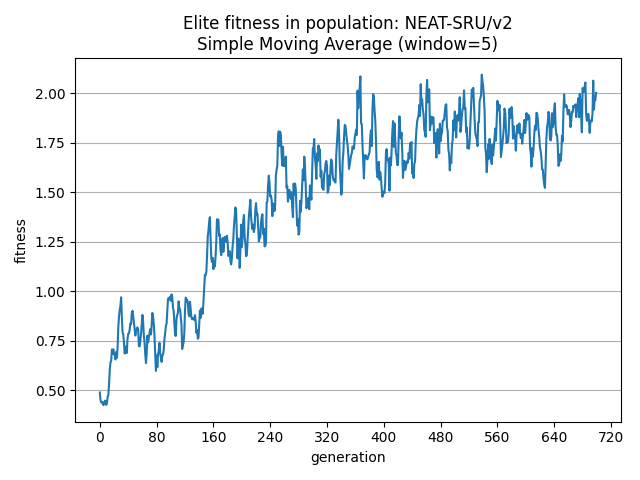 Elite fitness in population: NEAT-SRU/v2
Simple Moving Average (window=5)
2.00
1.75
1.50
1.25
1.00
0.75
0.50
fitness
0 80 160 240 320 400 480 560 640 720
generation